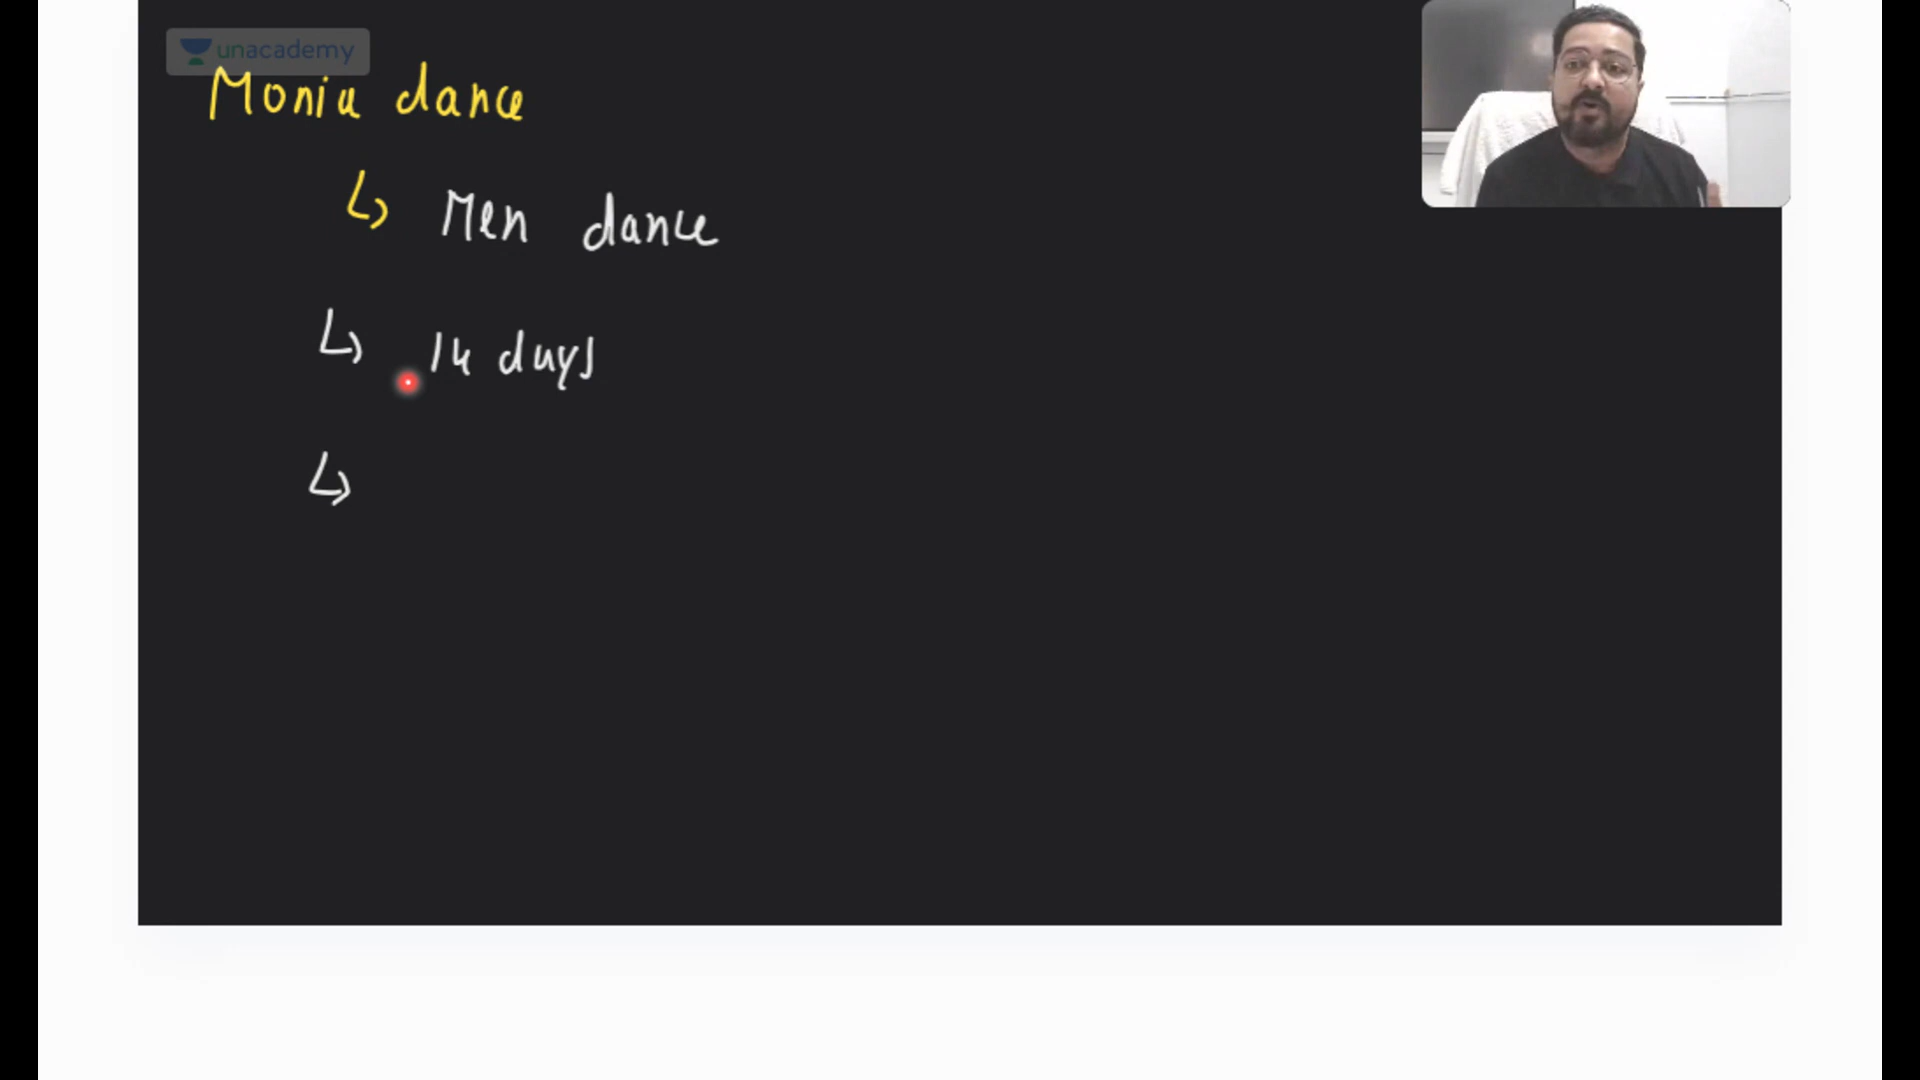 unacademy
Monia dance
↳ Men dance
↳ 14 days
↳